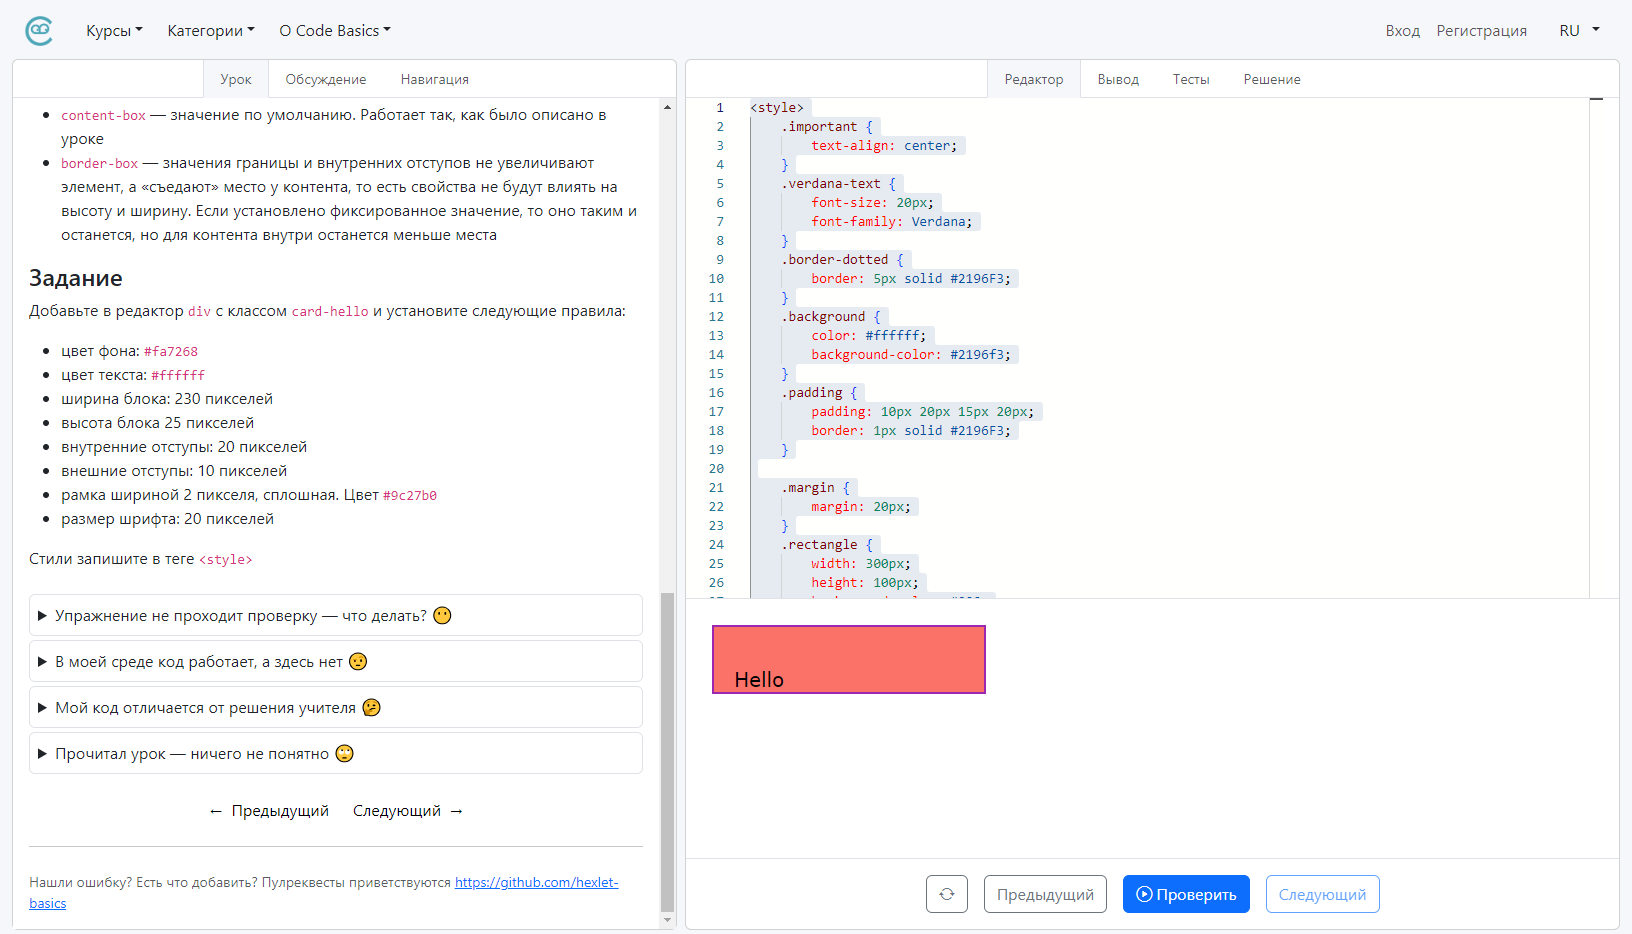 Курсы
Категории
О Code Basics
Вход
Регистрация
RU
Урок
Обсуждение
Навигация
content-box — значение по умолчанию. Работает так, как было описано в
уроке
border-box — значения границы и внутренних отступов не увеличивают
элемент, а «съедают» место у контента, то есть свойства не будут влиять на
высоту и ширину. Если установлено фиксированное значение, то оно таким и
останется, но для контента внутри останется меньше места
Задание
Добавьте в редактор div с классом card-hello и установите следующие правила:
цвет фона: #fa7268
цвет текста: #ffffff
ширина блока: 230 пикселей
высота блока 25 пикселей
внутренние отступы: 20 пикселей
внешние отступы: 10 пикселей
рамка шириной 2 пикселя, сплошная. Цвет #9c27b0
размер шрифта: 20 пикселей
Стили запишите в теге <style>
Упражнение не проходит проверку — что делать? 😶
В моей среде код работает, а здесь нет 🤨
Мой код отличается от решения учителя 🤔
Прочитал урок — ничего не понятно 🙄
← Предыдущий
Следующий →
Нашли ошибку? Есть что добавить? Пулреквесты приветствуются https://github.com/hexlet-
basics
Редактор
Вывод
Тесты
Решение
1 <style>
2 .important {
3 text-align: center;
4 }
5 .verdana-text {
6 font-size: 20px;
7 font-family: Verdana;
8 }
9 .border-dotted {
10 border: 5px solid #2196F3;
11 }
12 .background {
13 color: #ffffff;
14 background-color: #2196f3;
15 }
16 .padding {
17 padding: 10px 20px 15px 20px;
18 border: 1px solid #2196F3;
19 }
20
21 .margin {
22 margin: 20px;
23 }
24 .rectangle {
25 width: 300px;
26 height: 100px;
Hello
Предыдущий
Проверить
Следующий